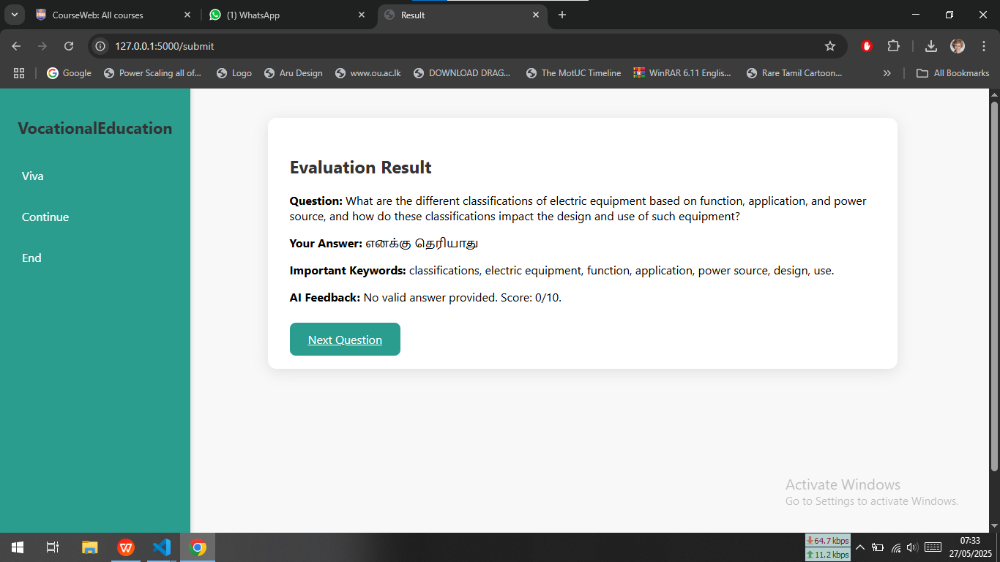 CourseWeb: All courses
(1) WhatsApp
Result
127.0.0.1:5000/submit
Google
Power Scaling all of...
Logo
Aru Design
www.ou.ac.lk
DOWNLOAD DRAG...
The MotUC Timeline
WinRAR 6.11 Englis...
Rare Tamil Cartoon...
All Bookmarks
VocationalEducation
Viva
Continue
End
Evaluation Result
Question: What are the different classifications of electric equipment based on function, application, and power
source, and how do these classifications impact the design and use of such equipment?
Your Answer: எனக்கு தெரியாது
Important Keywords: classifications, electric equipment, function, application, power source, design, use.
AI Feedback: No valid answer provided. Score: 0/10.
Next Question
Activate Windows
Go to Settings to activate Windows.
64.7 kbps
11.2 kbps
07:33
27/05/2025